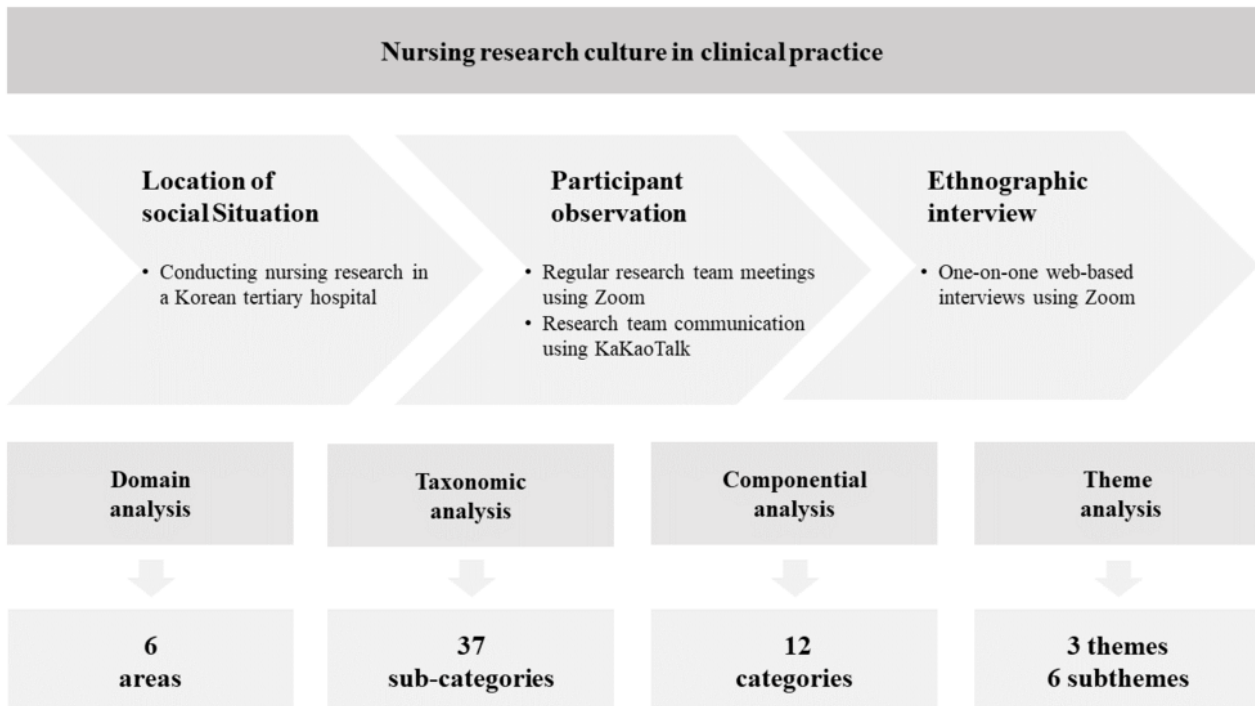 Nursing research culture in clinical practice
Location of
social Situation
• Conducting nursing research in
a Korean tertiary hospital
Participant
observation
• Regular research team meetings
using Zoom
• Research team communication
using KaKaoTalk
Ethnographic
interview
• One-on-one web-based
interviews using Zoom
Domain
analysis
Taxonomic
analysis
Componential
analysis
Theme
analysis
6
areas
37
sub-categories
12
categories
3 themes
6 subthemes